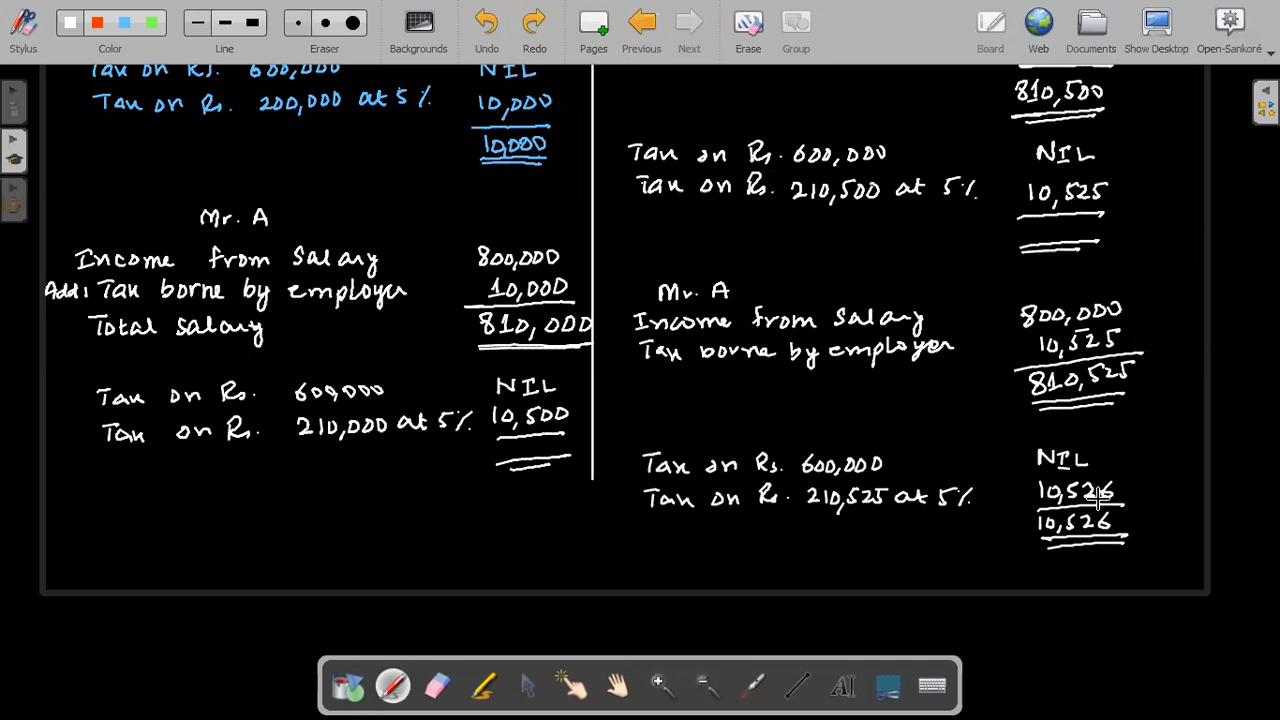 Stylus
Color
Line
Eraser
Backgrounds
Undo
Redo
Pages
Previous
Next
Erase
Group
Board
Web
Documents
Show Desktop
Open-Sankoré
Tax on Rs. 600,000 NIL
Tax on Rs. 200,000 at 5% 10,000
10,000
Mr. A
Income from Salary 800,000
Add: Tax borne by employer 10,000
Total Salary 810,000
Tax on Rs. 600,000 NIL
Tax on Rs. 210,000 at 5% 10,500
810,500
Tax on Rs. 600,000 NIL
Tax on Rs. 210,500 at 5% 10,525
Mr. A
Income from Salary 800,000
Tax borne by employer 10,525
810,525
Tax on Rs. 600,000 NIL
Tax on Rs. 210,525 at 5% 10,526
10,526